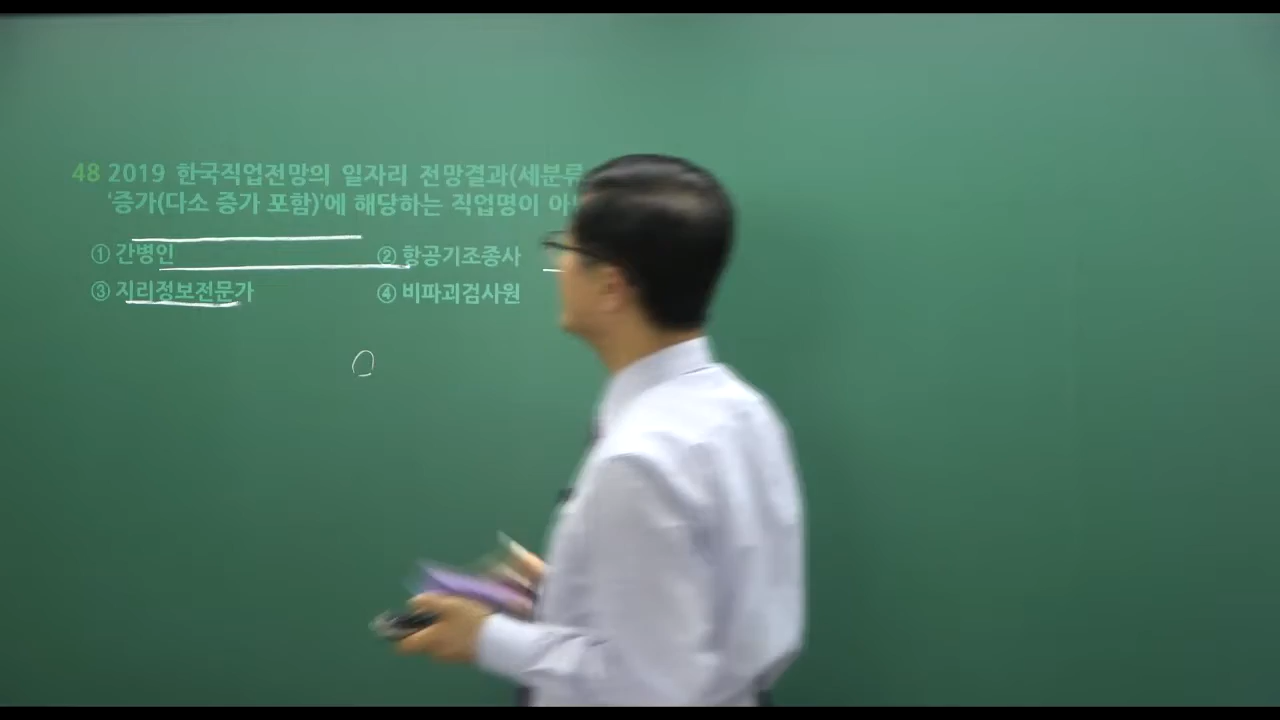 48 2019 한국직업전망의 일자리 전망결과(세분류
‘증가(다소 증가 포함)’에 해당하는 직업명이
① 간병인 ② 항공기조종사
③ 지리정보전문가 ④ 비파괴검사원